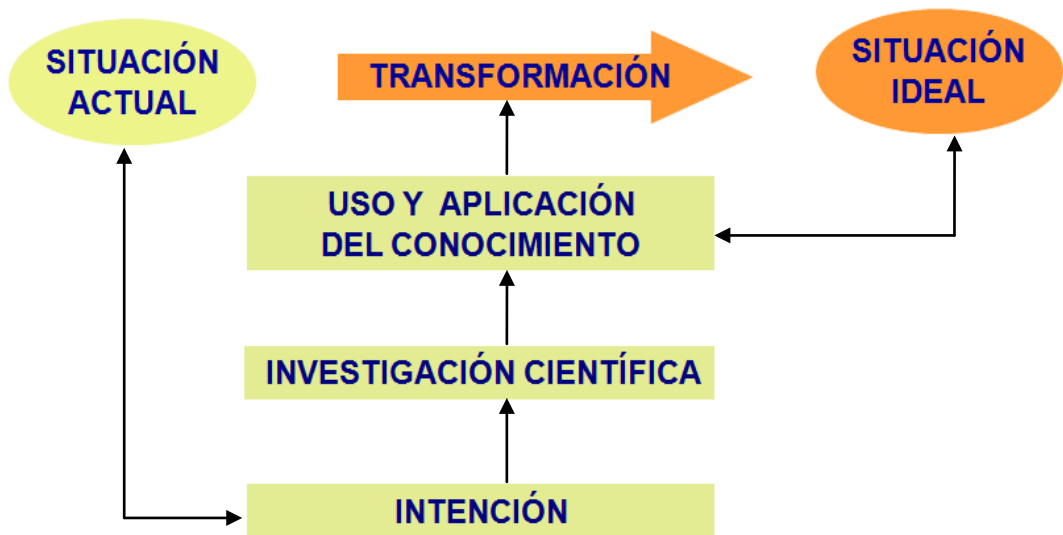 SITUACIÓN
ACTUAL
TRANSFORMACIÓN
SITUACIÓN
IDEAL
USO Y APLICACIÓN
DEL CONOCIMIENTO
INVESTIGACIÓN CIENTÍFICA
INTENCIÓN